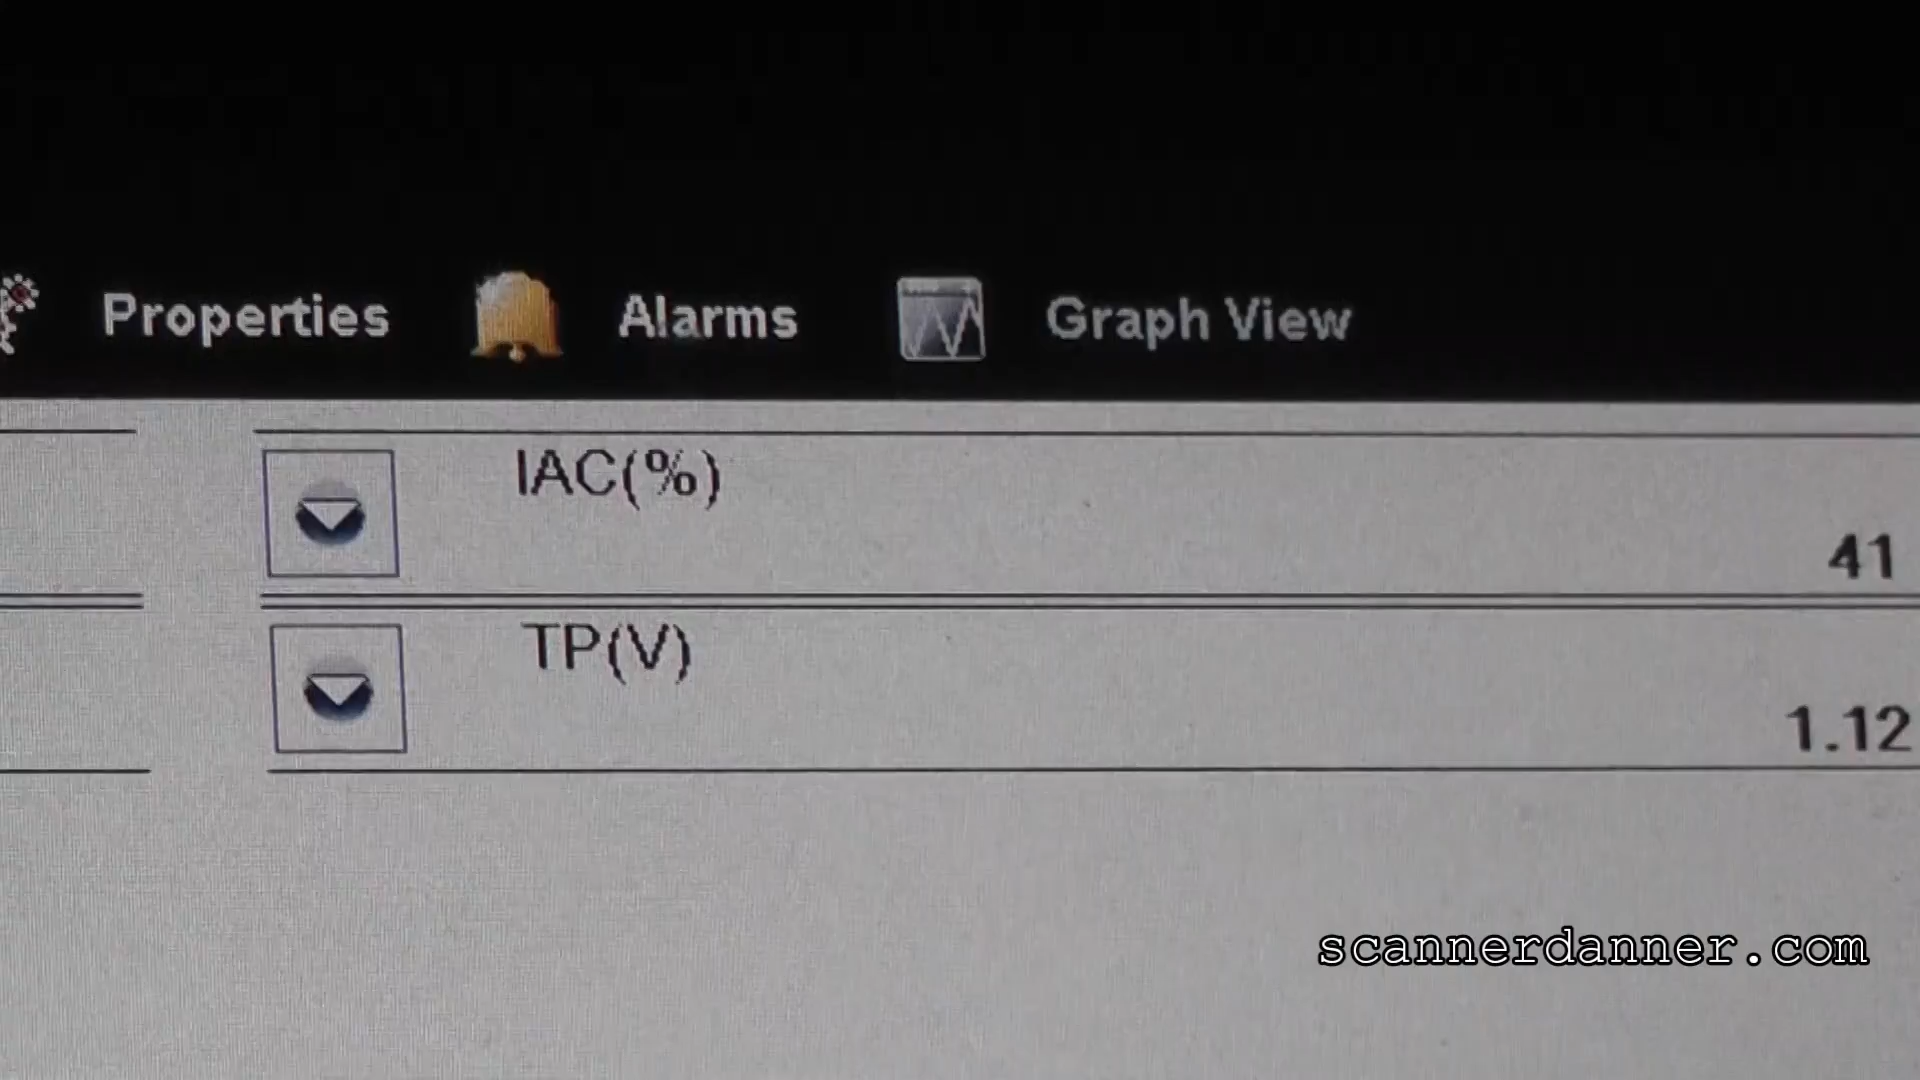 Properties Alarms Graph View
IAC(%)
41
TP(V)
1.12
scannerdanner.com